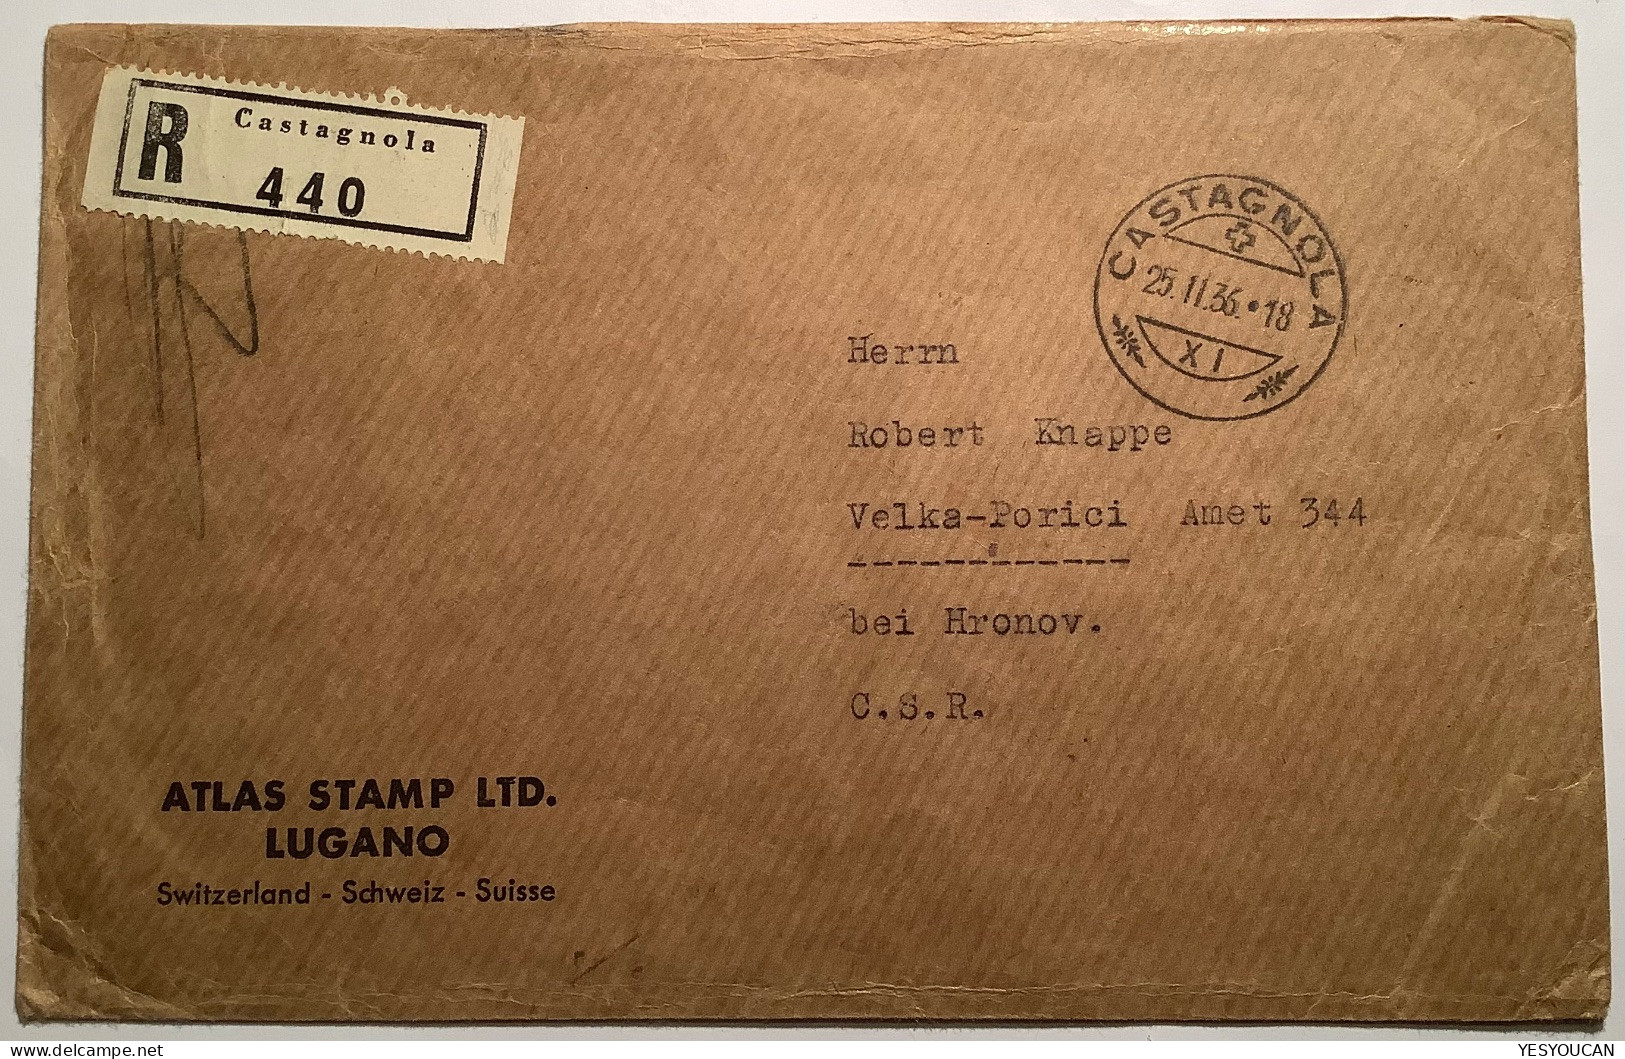 R Castagnola
440
CASTAGNOLA
25.II.36.•18
XI
Herrn
Robert Knappe
Velka-Porici Amet 344
bei Hronov.
C.S.R.
ATLAS STAMP LTD.
LUGANO
Switzerland - Schweiz - Suisse
YESYOUCAN